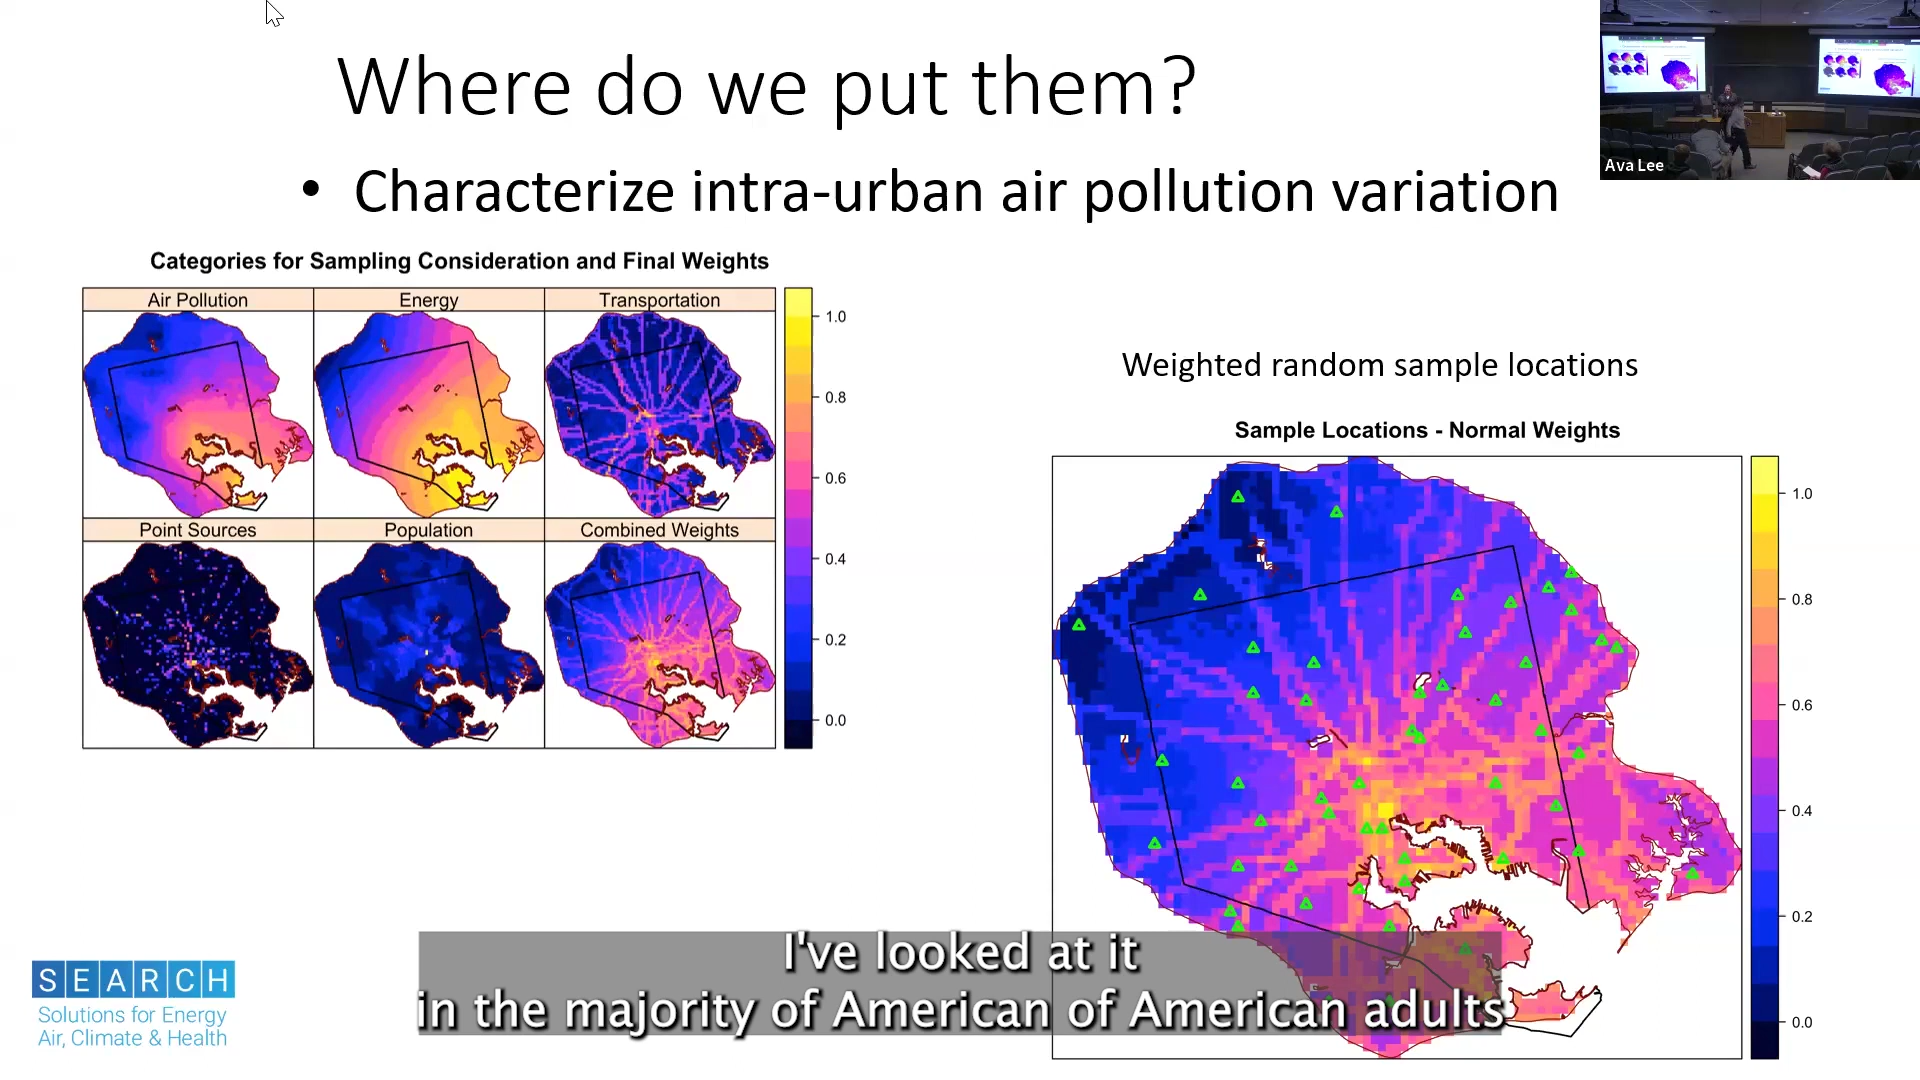 Where do we put them?
• Characterize intra-urban air pollution variation
Ava Lee
Categories for Sampling Consideration and Final Weights
Air Pollution
Energy
Transportation
Point Sources
Population
Combined Weights
1.0
0.8
0.6
0.4
0.2
0.0
Weighted random sample locations
Sample Locations - Normal Weights
1.0
0.8
0.6
0.4
0.2
0.0
SEARCH
Solutions for Energy
Air, Climate & Health
I've looked at it
in the majority of American of American adults